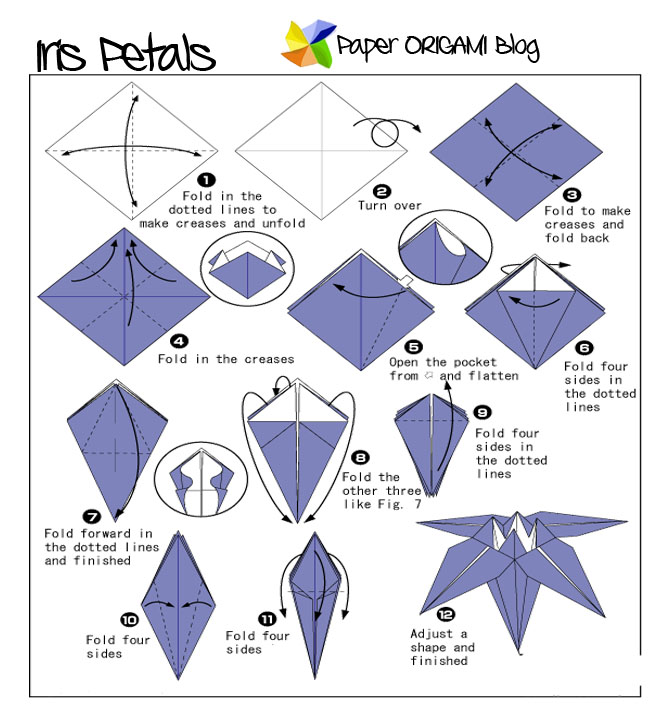 Iris Petals
Paper ORIGAMI Blog
1
Fold in the
dotted lines to
make creases and unfold
2
Turn over
3
Fold to make
creases and
fold back
4
Fold in the creases
5
Open the pocket
from and flatten
6
Fold four
sides in
the dotted
lines
7
Fold forward in
the dotted lines
and finished
8
Fold the
other three
like Fig. 7
9
Fold four
sides in
the dotted
lines
10
Fold four
sides
11
Fold four
sides
12
Adjust a
shape and
finished